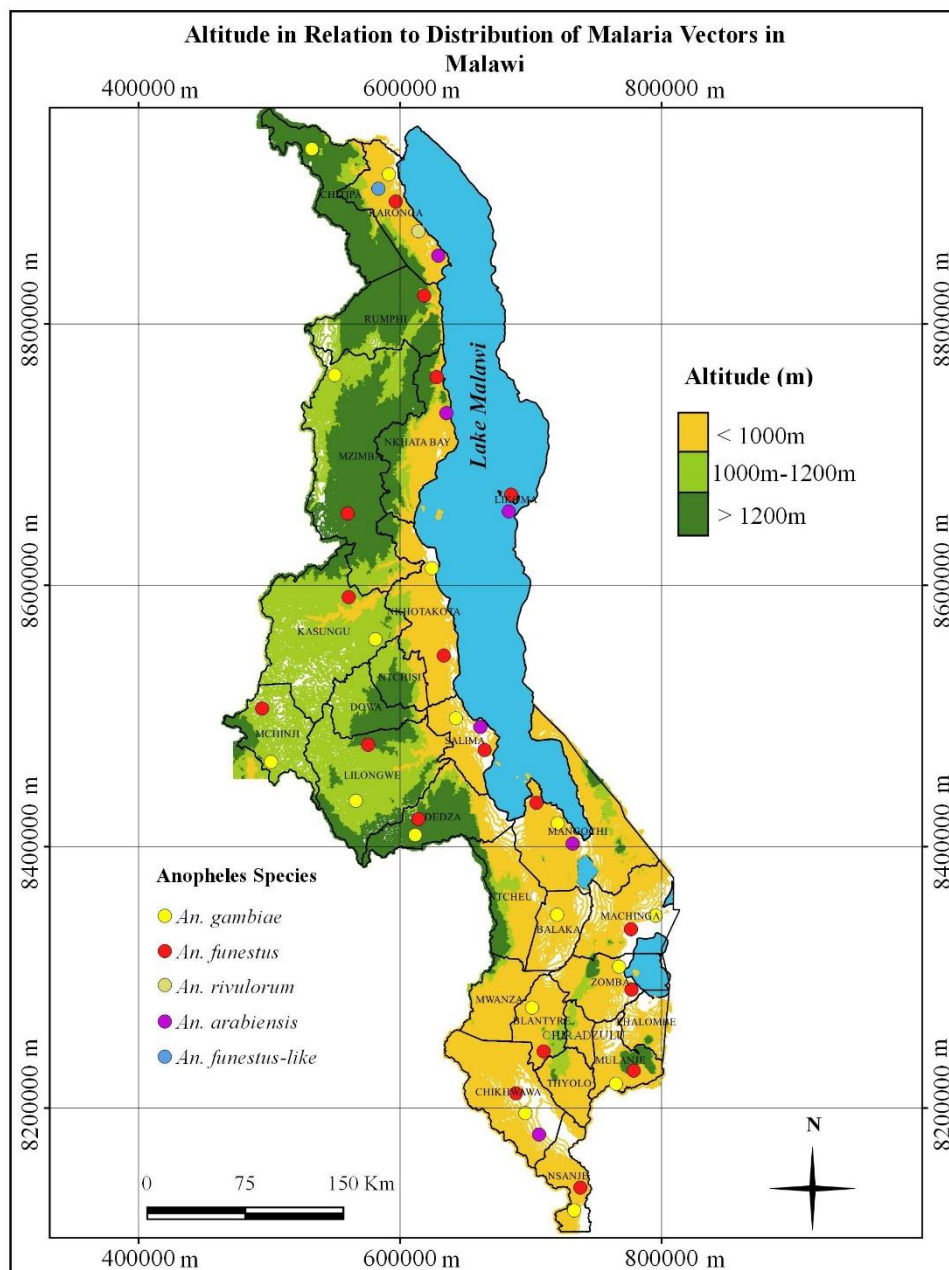 Altitude in Relation to Distribution of Malaria Vectors in
Malawi
400000 m
600000 m
800000 m
8800000 m
8600000 m
8400000 m
8200000 m
8800000 m
8600000 m
8400000 m
8200000 m
CHITIPA
KARONGA
RUMPHI
Lake Malawi
Altitude (m)
< 1000m
1000m-1200m
> 1200m
NKHATA BAY
MZIMBA
LIKOMA
NKHOTAKOTA
KASUNGU
NTCHISI
DOWA
MCHINJI
SALIMA
LILONGWE
DEDZA
MANGOCHI
Anopheles Species
An. gambiae
An. funestus
An. rivulorum
An. arabiensis
An. funestus-like
NTCHEU
BALAKA
MACHINGA
ZOMBA
MWANZA
BLANTYRE
CHIRADZULU
PHALOMBE
MULANJE
THYOLO
CHIKHWAWA
NSANJE
N
0 75 150 Km
400000 m
600000 m
800000 m